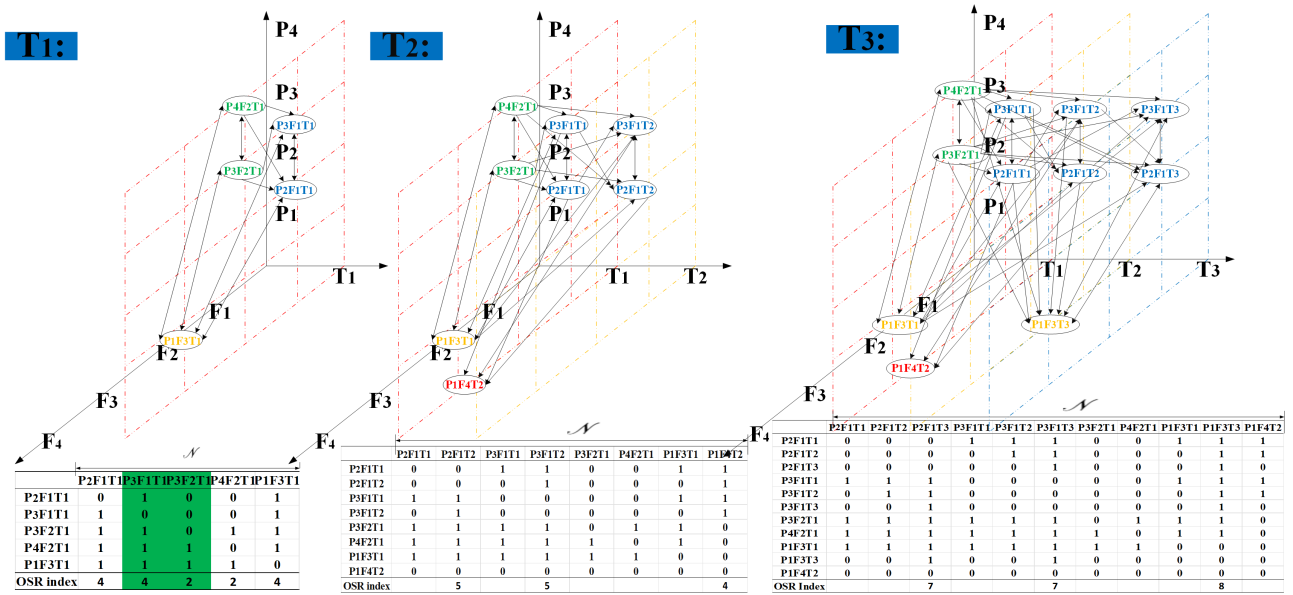 T1:
P4
P3
P2
P1
P4F2T1
P3F1T1
P3F2T1
P2F1T1
T1
F1
P1F3T1
F2
F3
F4
𝒩
P2F1T1 P3F1T1 P3F2T1 P4F2T1 P1F3T1
P2F1T1 0 1 0 0 1
P3F1T1 1 0 0 0 1
P3F2T1 1 1 0 1 1
P4F2T1 1 1 1 0 1
P1F3T1 1 1 1 1 0
OSR index 4 4 2 2 4
T2:
P4
P3
P2
P1
P4F2T1
P3F1T1
P3F1T2
P3F2T1
P2F1T1
P2F1T2
T1
T2
F1
P1F3T1
F2
P1F4T2
F3
F4
𝒩
P2F1T1 P2F1T2 P3F1T1 P3F1T2 P3F2T1 P4F2T1 P1F3T1 P1F4T2
P2F1T1 0 0 1 1 0 0 1 1
P2F1T2 0 0 0 1 0 0 0 1
P3F1T1 1 1 0 0 0 0 1 1
P3F1T2 0 1 0 0 0 0 0 1
P3F2T1 1 1 1 1 0 1 1 0
P4F2T1 1 1 1 1 1 0 1 0
P1F3T1 1 1 1 1 1 1 0 0
P1F4T2 0 0 0 0 0 0 0 0
OSR index 5 5 4
T3:
P4
P3
P2
P1
P4F2T1
P3F1T1
P3F1T2
P3F1T3
P3F2T1
P2F1T1
P2F1T2
P2F1T3
T1
T2
T3
F1
P1F3T1
P1F3T3
F2
P1F4T2
F3
F4
𝒩
P2F1T1 P2F1T2 P2F1T3 P3F1T1 P3F1T2 P3F1T3 P3F2T1 P4F2T1 P1F3T1 P1F3T3 P1F4T2
P2F1T1 0 0 0 1 1 1 0 0 1 1 1
P2F1T2 0 0 0 0 1 1 0 0 0 1 1
P2F1T3 0 0 0 0 0 1 0 0 0 1 0
P3F1T1 1 1 1 0 0 0 0 0 1 1 1
P3F1T2 0 1 1 0 0 0 0 0 0 1 1
P3F1T3 0 0 1 0 0 0 0 0 0 1 0
P3F2T1 1 1 1 1 1 1 0 1 1 1 0
P4F2T1 1 1 1 1 1 1 1 0 1 1 0
P1F3T1 1 1 1 1 1 1 1 1 0 0 0
P1F3T3 0 0 1 0 0 1 0 0 0 0 0
P1F4T2 0 0 0 0 0 0 0 0 0 0 0
OSR Index 7 7 8